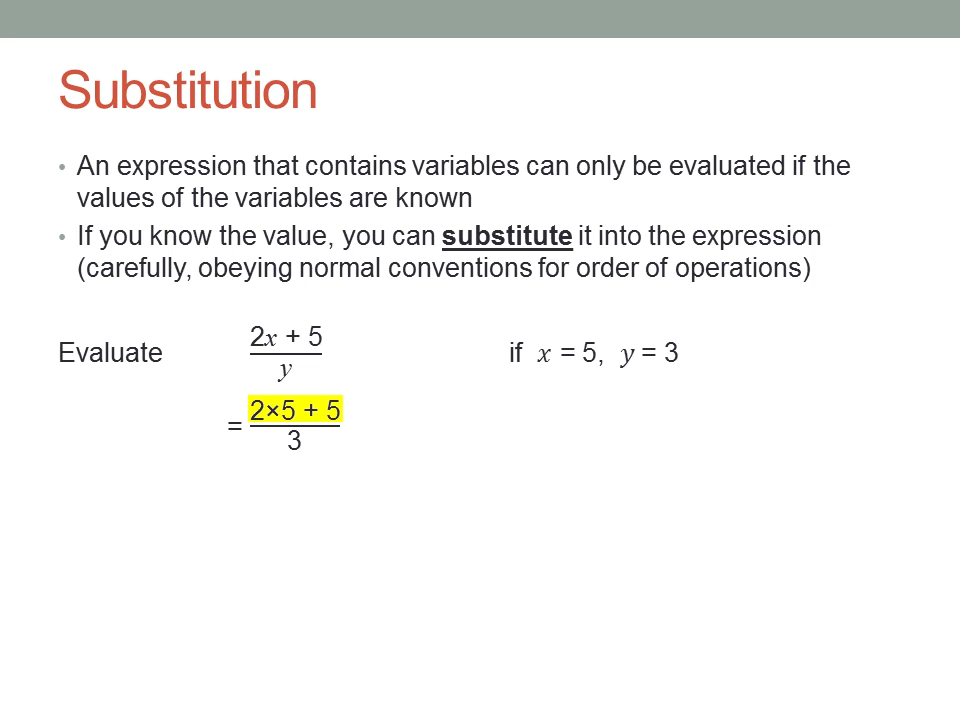 Substitution
• An expression that contains variables can only be evaluated if the
values of the variables are known
• If you know the value, you can substitute it into the expression
(carefully, obeying normal conventions for order of operations)
2x + 5
Evaluate if x = 5, y = 3
y
2×5 + 5
=
3